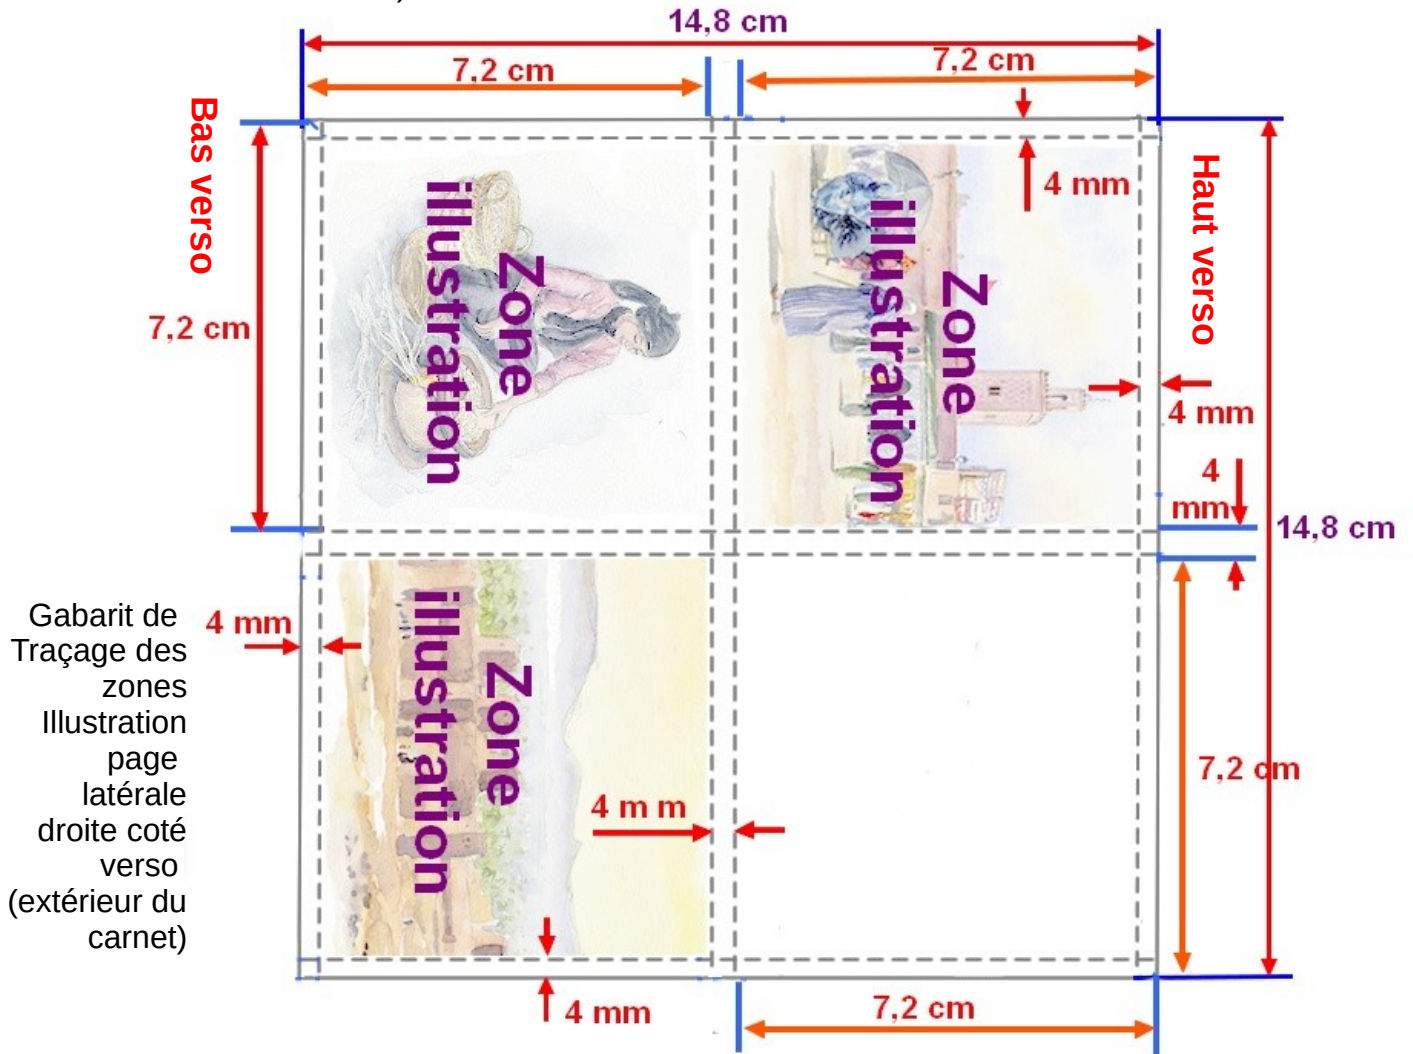 )
14,8 cm
7,2 cm
7,2 cm
Bas verso
Haut verso
4 mm
7,2 cm
Zone
illustration
Zone
illustration
4 mm
4
mm
14,8 cm
Gabarit de
Traçage des
zones
Illustration
page
latérale
droite coté
verso
(extérieur du
carnet)
4 mm
Zone
illustration
4 m m
7,2 cm
4 mm
7,2 cm